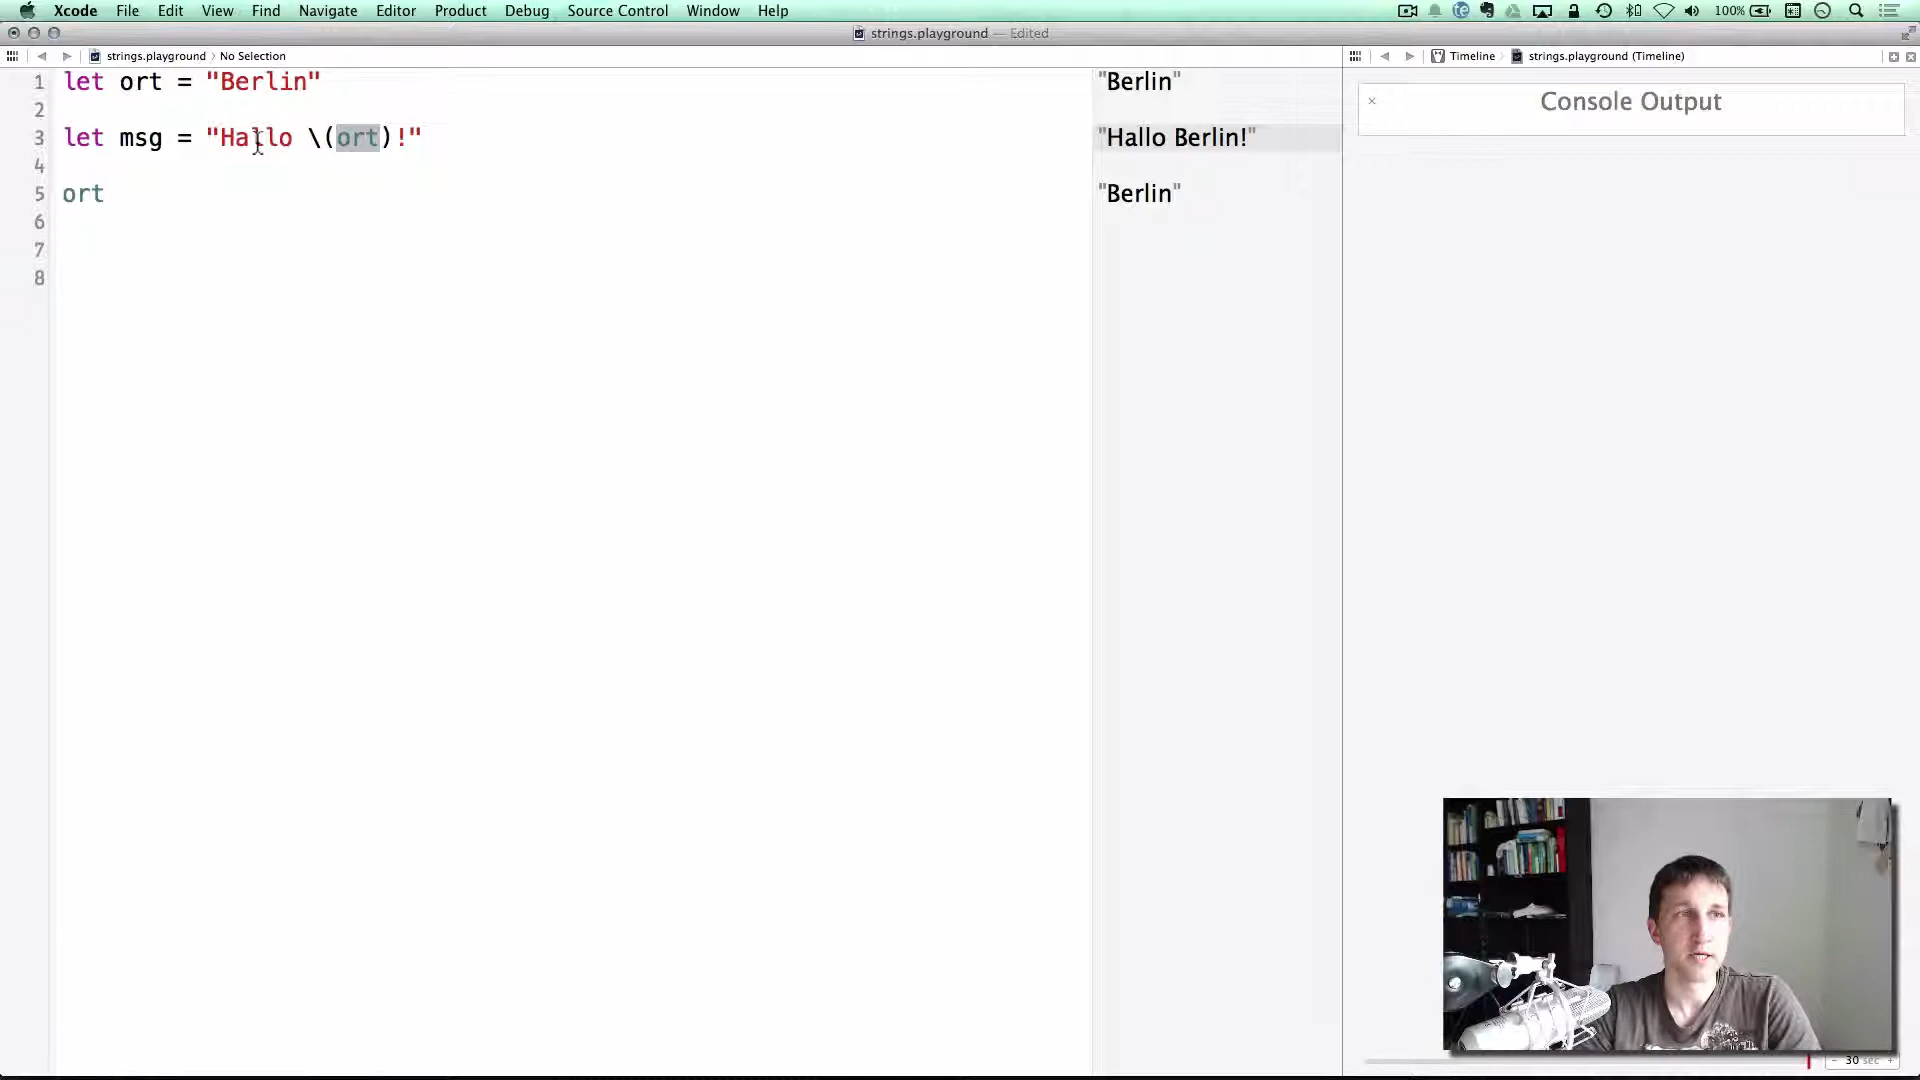 Xcode File Edit View Find Navigate Editor Product Debug Source Control Window Help 100%
strings.playground — Edited
strings.playground No Selection
Timeline strings.playground (Timeline)
1 let ort = "Berlin"
"Berlin"
Console Output
2
3 let msg = "Hallo \(ort)!"
"Hallo Berlin!"
4
5 ort
"Berlin"
6
7
8
- 30 sec +